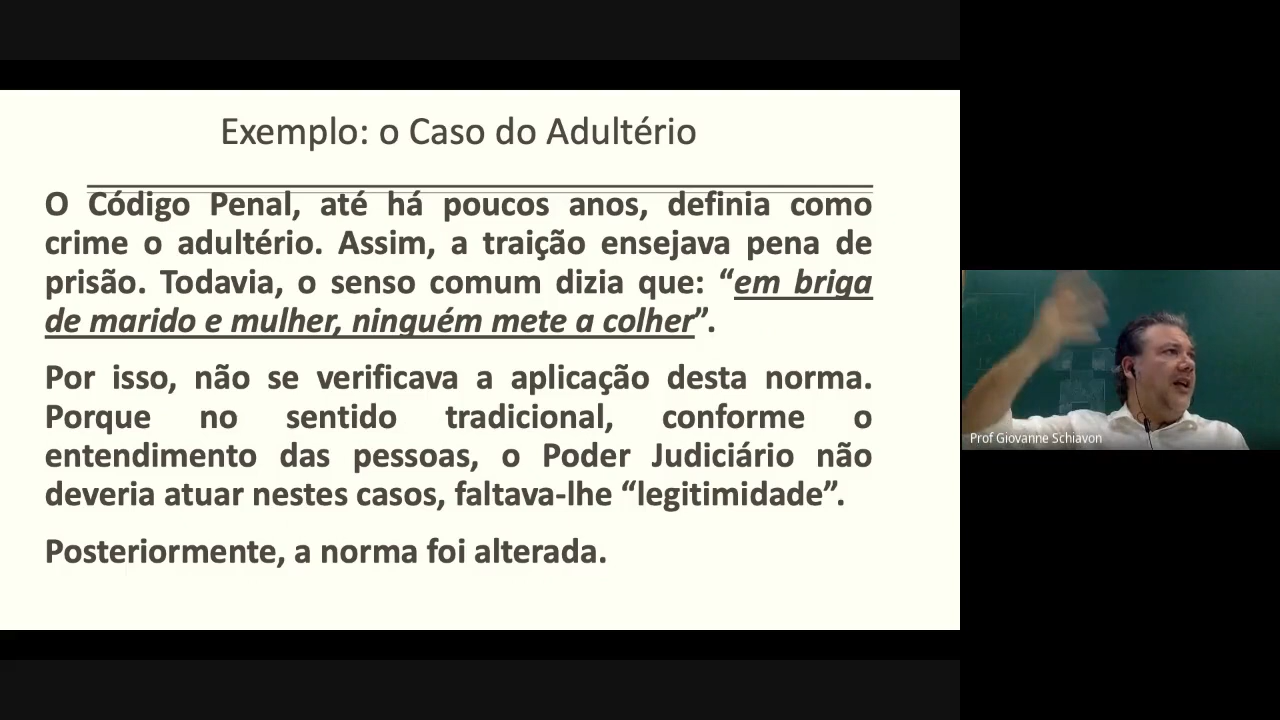 Exemplo: o Caso do Adultério
O Código Penal, até há poucos anos, definia como
crime o adultério. Assim, a traição ensejava pena de
prisão. Todavia, o senso comum dizia que: “em briga
de marido e mulher, ninguém mete a colher”.
Por isso, não se verificava a aplicação desta norma.
Porque no sentido tradicional, conforme o
entendimento das pessoas, o Poder Judiciário não
deveria atuar nestes casos, faltava-lhe “legitimidade”.
Posteriormente, a norma foi alterada.
Prof Giovanne Schiavon